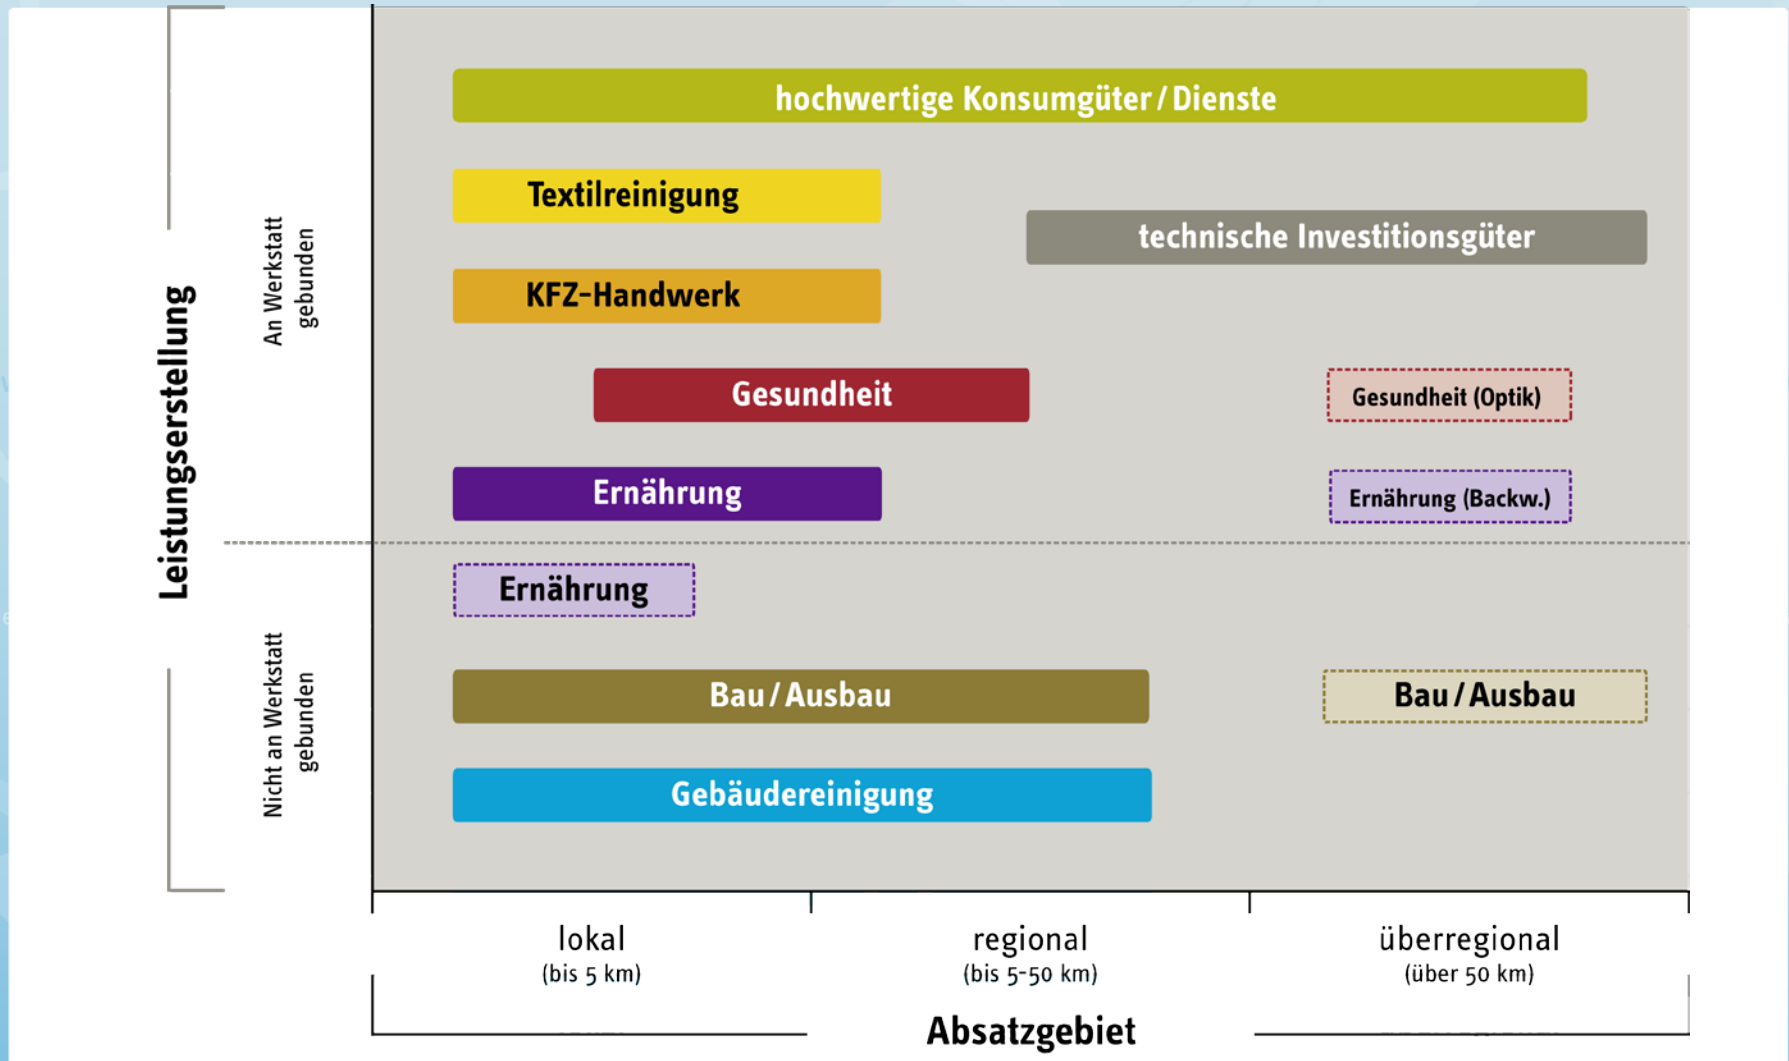 hochwertige Konsumgüter / Dienste
Textilreinigung
technische Investitionsgüter
KFZ-Handwerk
Gesundheit
Gesundheit (Optik)
Ernährung
Ernährung (Backw.)
Ernährung
Bau / Ausbau
Bau / Ausbau
Gebäudereinigung
Leistungserstellung
An Werkstatt
gebunden
Nicht an Werkstatt
gebunden
lokal
(bis 5 km)
regional
(bis 5-50 km)
überregional
(über 50 km)
Absatzgebiet